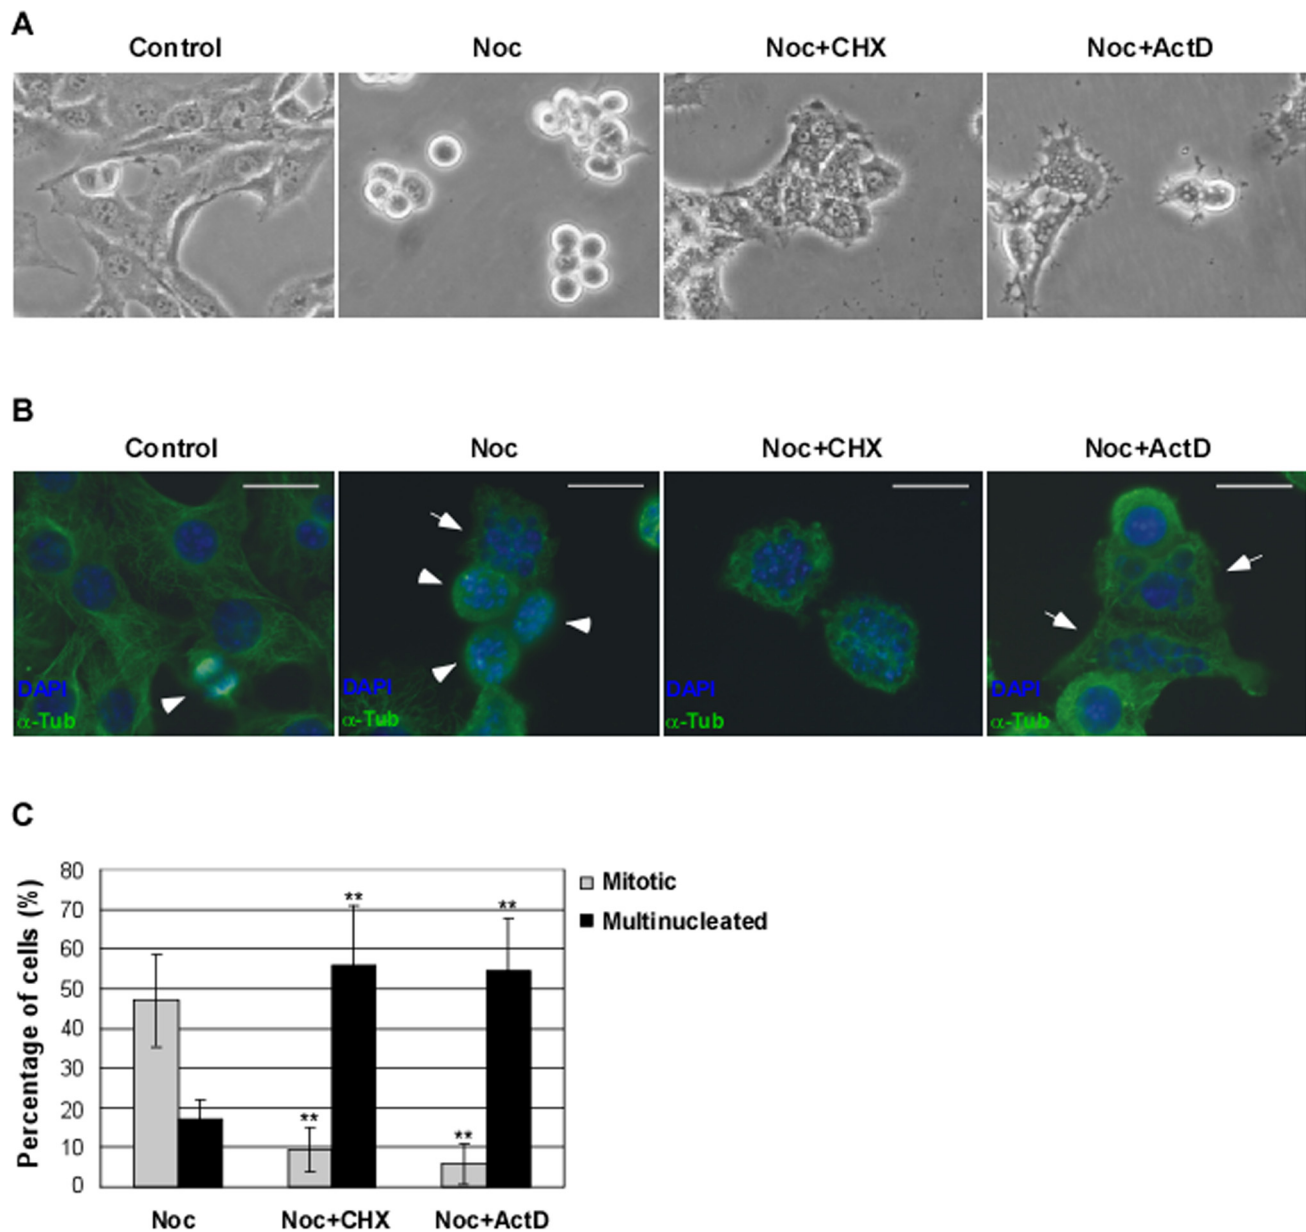 A
Control Noc Noc+CHX Noc+ActD
B
Control Noc Noc+CHX Noc+ActD
DAPI DAPI DAPI DAPI
α-Tub α-Tub α-Tub α-Tub
C
Percentage of cells (%)
80
70
60
50
40
30
20
10
0
** **
** **
Mitotic
Multinucleated
Noc Noc+CHX Noc+ActD